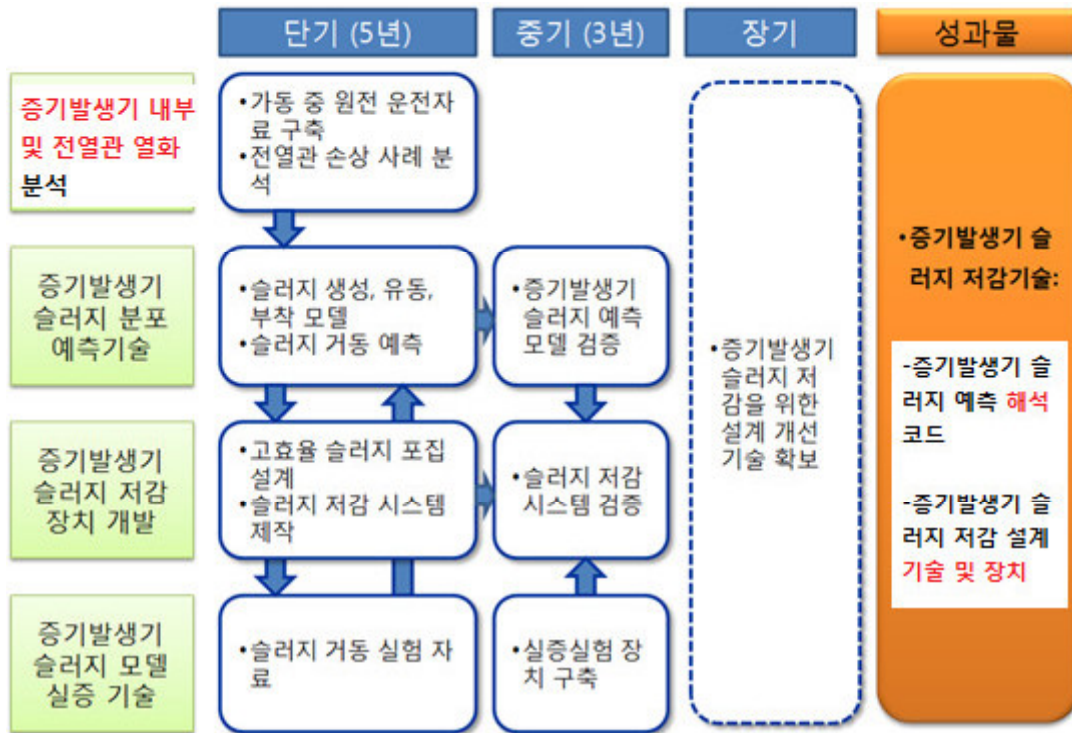 단기 (5년)
중기 (3년)
장기
성과물
증기발생기 내부
및 전열관 열화
분석
•가동 중 원전 운전자
료 구축
•전열관 손상 사례 분
석
증기발생기
슬러지 분포
예측기술
•슬러지 생성, 유동,
부착 모델
•슬러지 거동 예측
•증기발생기
슬러지 예측
모델 검증
증기발생기
슬러지 저감
장치 개발
•고효율 슬러지 포집
설계
•슬러지 저감 시스템
제작
•슬러지 저감
시스템 검증
증기발생기
슬러지 모델
실증 기술
•슬러지 거동 실험 자
료
•실증실험 장
치 구축
•증기발생기
슬러지 저
감을 위한
설계 개선
기술 확보
•증기발생기 슬
러지 저감기술:
-증기발생기 슬
러지 예측 해석
코드
-증기발생기 슬
러지 저감 설계
기술 및 장치